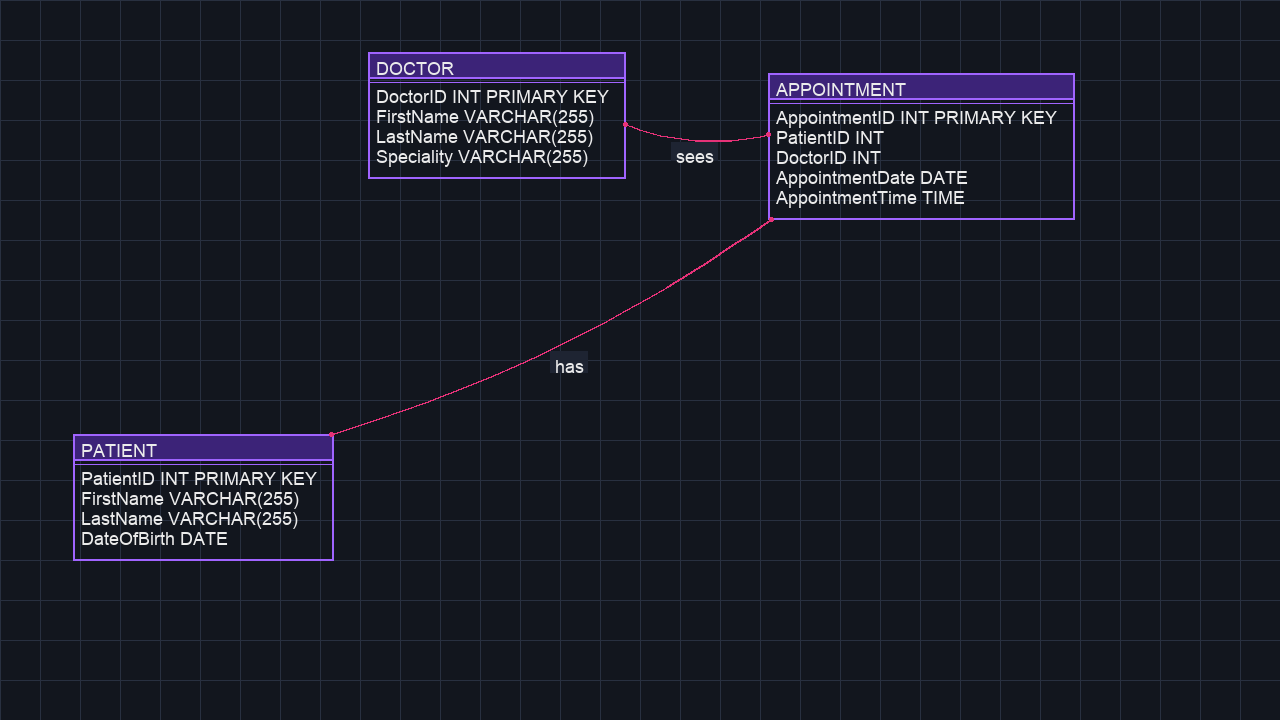 DOCTOR
DoctorID INT PRIMARY KEY
FirstName VARCHAR(255)
LastName VARCHAR(255)
Speciality VARCHAR(255)
sees
APPOINTMENT
AppointmentID INT PRIMARY KEY
PatientID INT
DoctorID INT
AppointmentDate DATE
AppointmentTime TIME
has
PATIENT
PatientID INT PRIMARY KEY
FirstName VARCHAR(255)
LastName VARCHAR(255)
DateOfBirth DATE